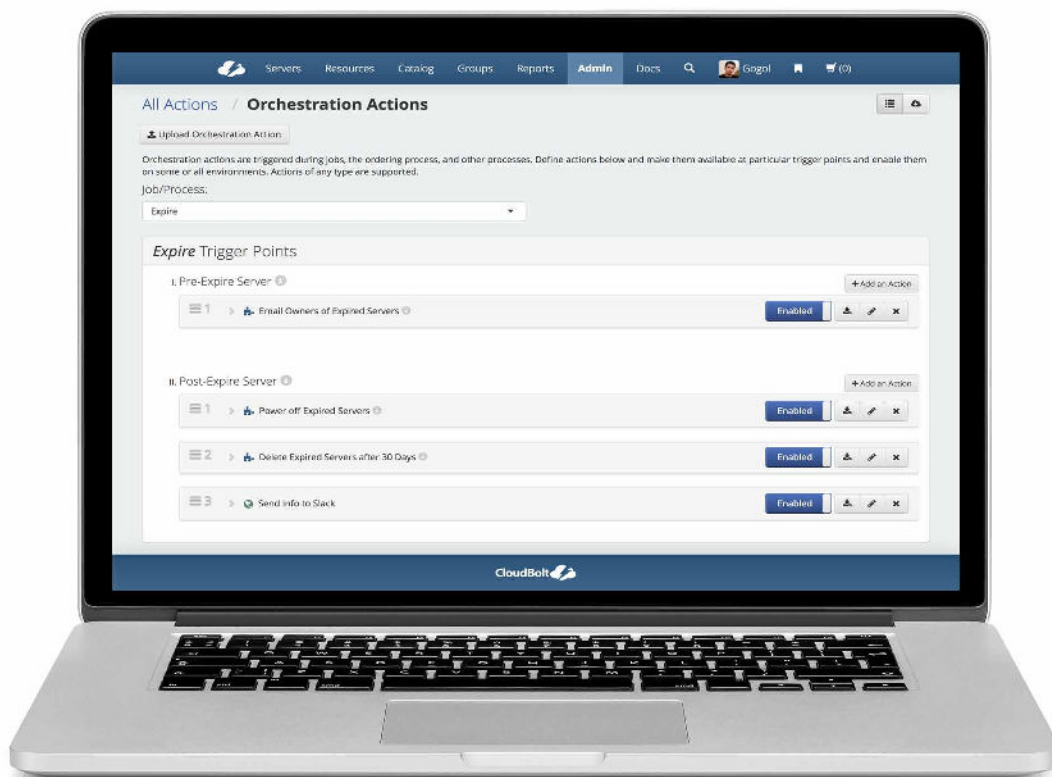 Servers Resources Catalog Groups Reports Admin Docs Gogol (0)
All Actions / Orchestration Actions
Upload Orchestration Action
Orchestration actions are triggered during jobs, the ordering process, and other processes. Define actions below and make them available at particular trigger points and enable them
on some or all environments. Actions of any type are supported.
Job/Process:
Expire
Expire Trigger Points
I. Pre-Expire Server
+ Add an Action
1 Email Owners of Expired Servers Enabled
II. Post-Expire Server
+ Add an Action
1 Power off Expired Servers Enabled
2 Delete Expired Servers after 30 Days Enabled
3 Send info to Slack Enabled
CloudBolt